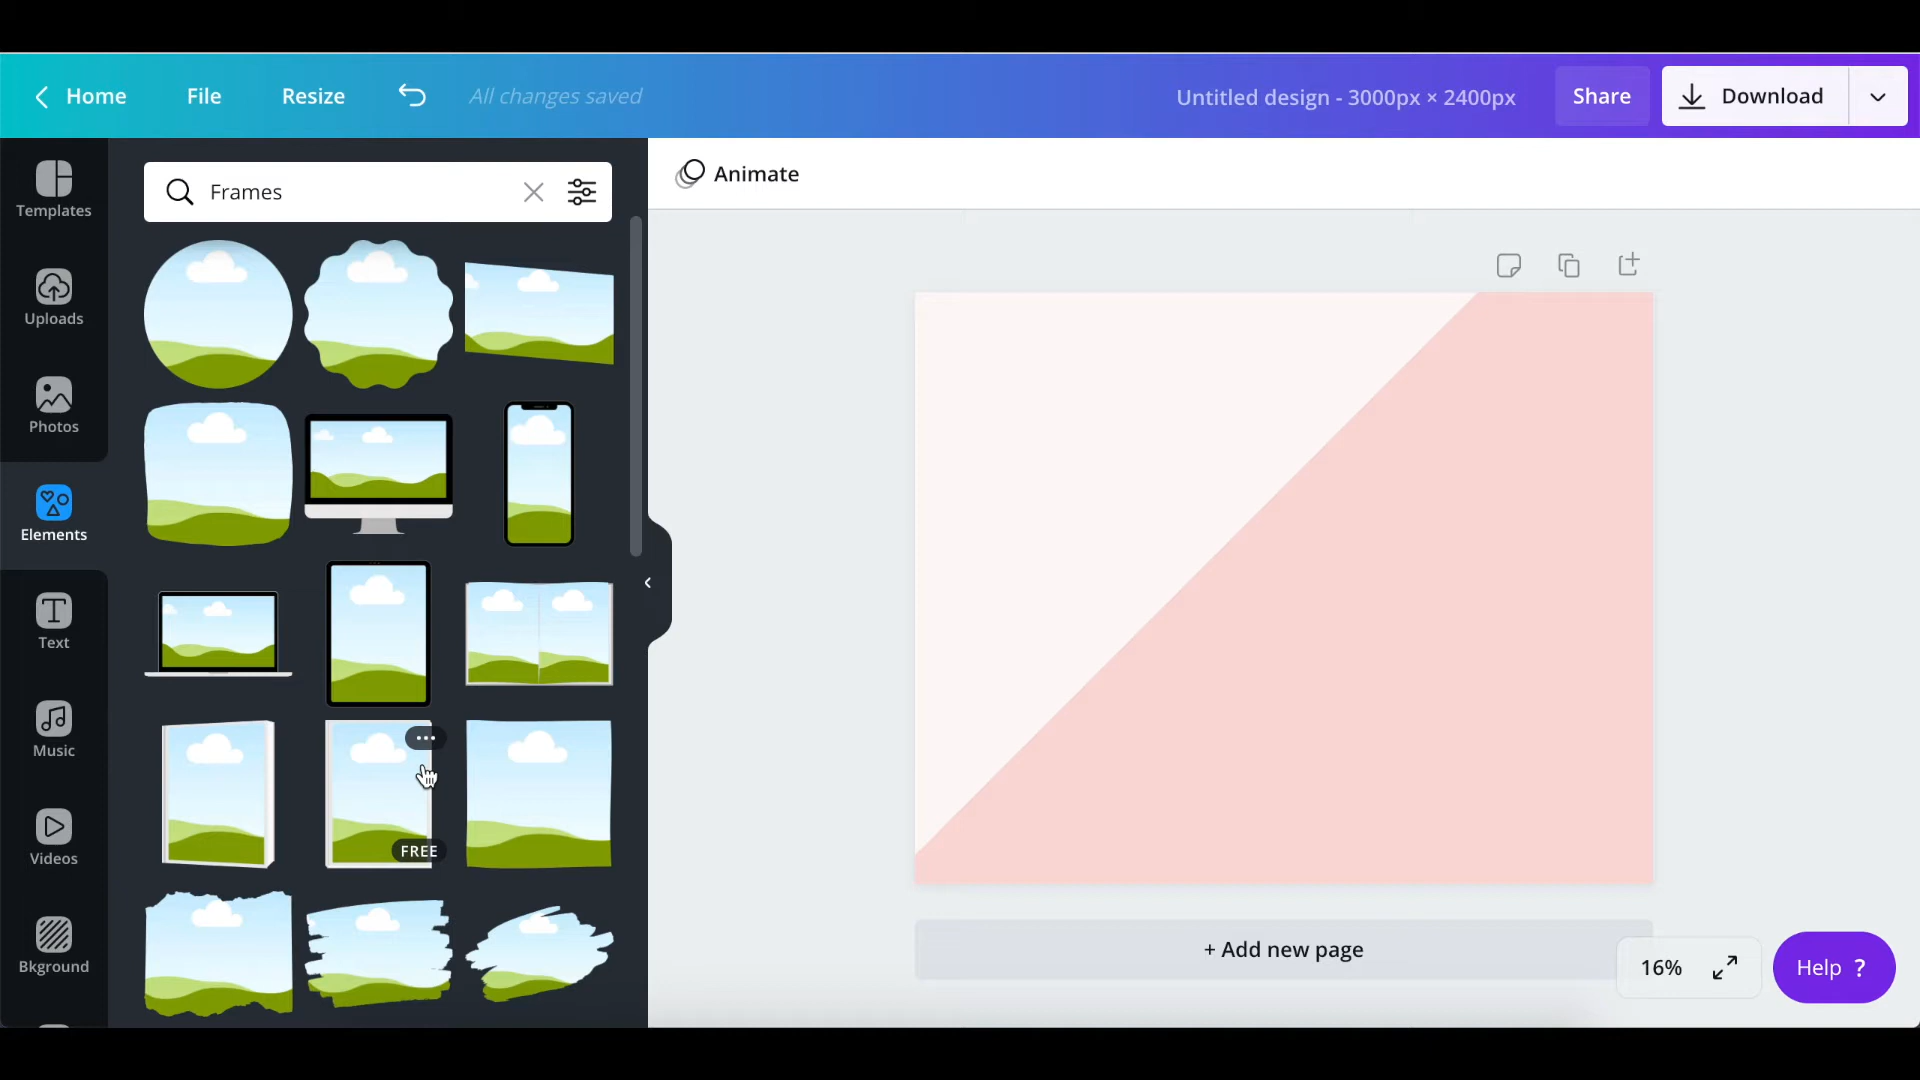 Home
File
Resize
All changes saved
Untitled design - 3000px × 2400px
Share
Download
Templates
Uploads
Photos
Elements
Text
Music
Videos
Bkground
Frames
FREE
Animate
+ Add new page
16%
Help ?